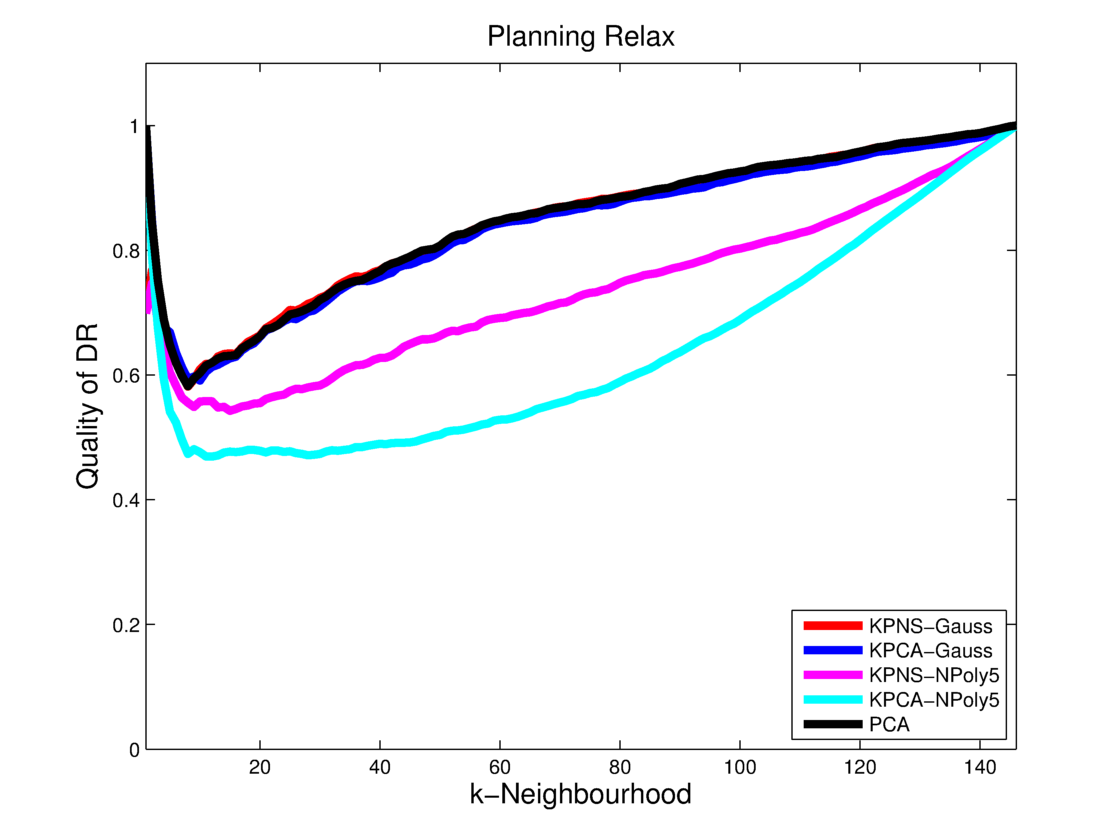 Planning Relax
1
0.8
0.6
0.4
0.2
0
Quality of DR
20 40 60 80 100 120 140
k−Neighbourhood
KPNS−Gauss
KPCA−Gauss
KPNS−NPoly5
KPCA−NPoly5
PCA